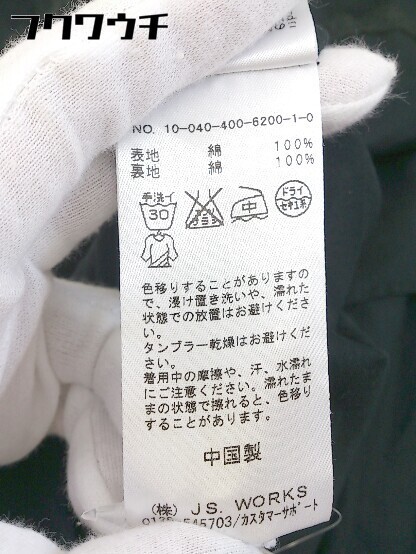 フクワウチ
NO. 10-040-400-6200-1-0
表地 綿 100%
裏地 綿 100%
手洗イ
30
中
ドライ
セキユ系
色移りすることがありますの
で、浸け置き洗いや、濡れた
状態での放置はお避けくださ
い。
タンブラー乾燥はお避けくだ
さい。
着用中の摩擦や、汗、水濡れ
にご注意ください。濡れたま
まの状態で擦れると、色移り
することがあります。
中国製
(株) JS. WORKS
545703/カスタマーサポート